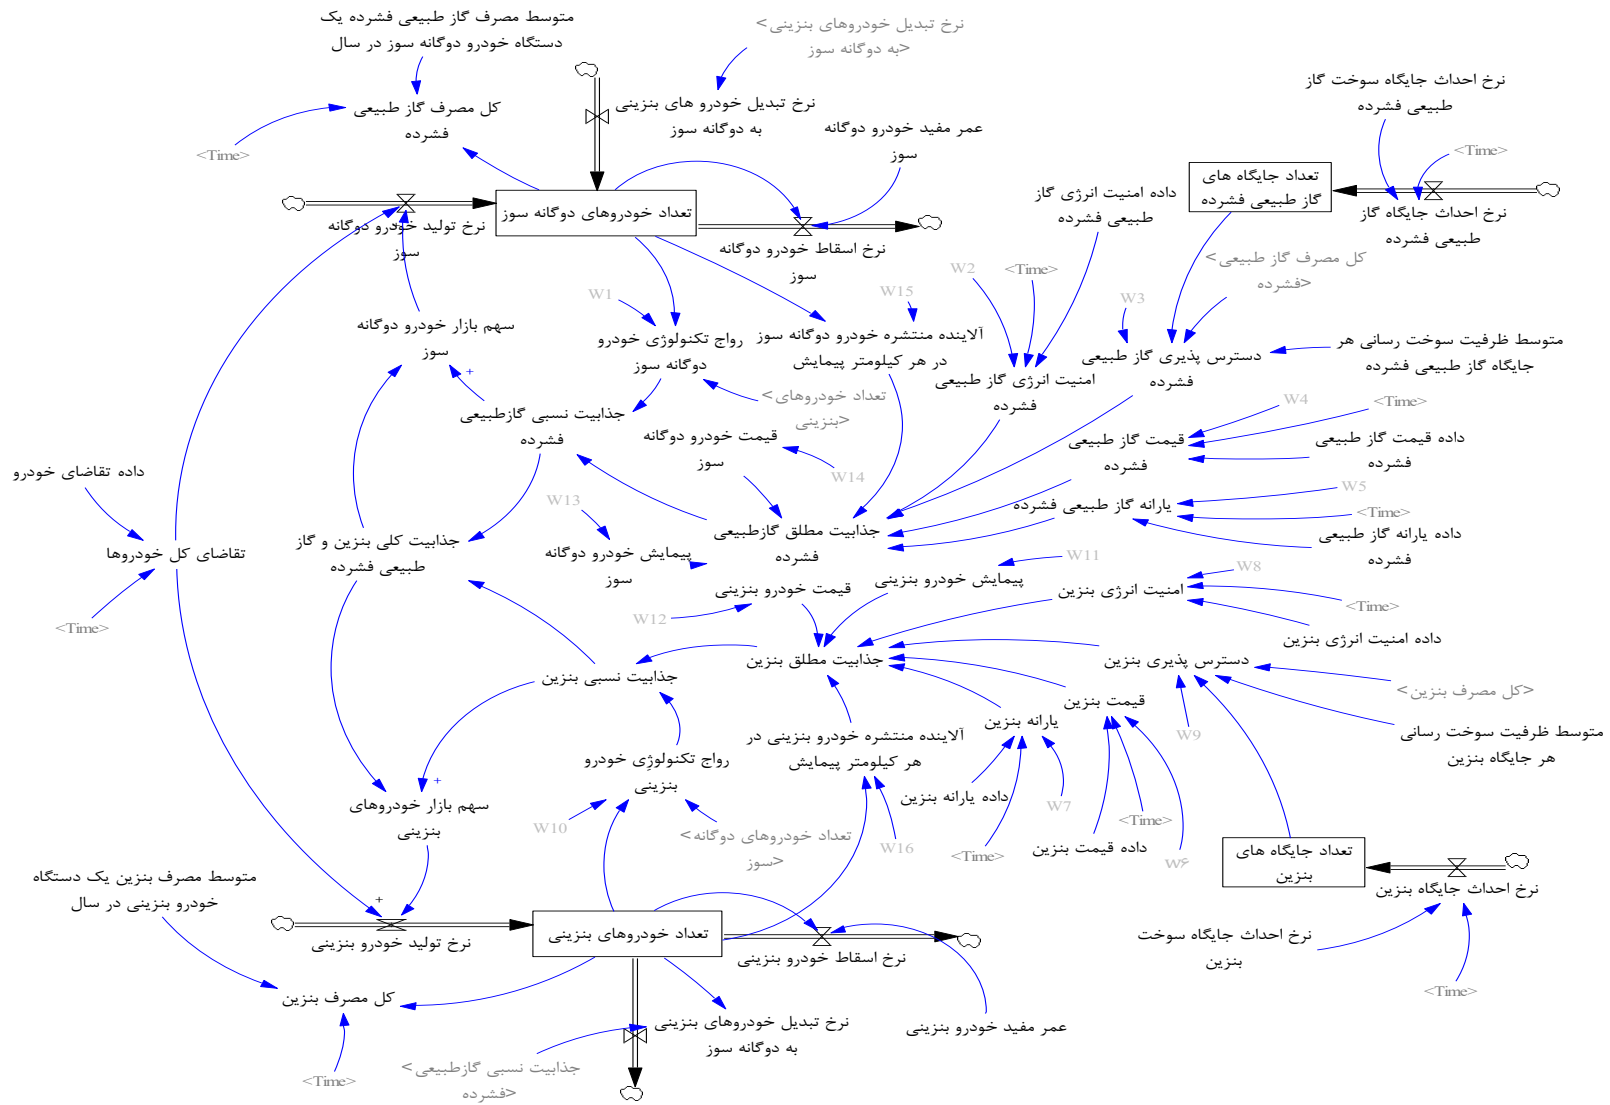 متوسط مصرف گاز طبیعی فشرده یک
دستگاه خودرو دوگانه سوز در سال
<نرخ تبدیل خودروهای بنزینی
به دوگانه سوز>
کل مصرف گاز طبیعی
فشرده
<Time>
نرخ تبدیل خودرو های بنزینی
به دوگانه سوز
عمر مفید خودرو دوگانه
سوز
نرخ احداث جایگاه سوخت گاز
طبیعی فشرده
<Time>
تعداد جایگاه های
گاز طبیعی فشرده
نرخ احداث جایگاه گاز
طبیعی فشرده
داده امنیت انرژی گاز
طبیعی فشرده
تعداد خودروهای دوگانه سوز
نرخ تولید خودرو دوگانه
سوز
نرخ اسقاط خودرو دوگانه
سوز
<کل مصرف گاز طبیعی
فشرده>
W2
<Time>
W1
W15
W3
سهم بازار خودرو دوگانه
سوز
+
رواج تکنولوژی خودرو
دوگانه سوز
آلاینده منتشره خودرو دوگانه سوز
در هر کیلومتر پیمایش
امنیت انرژی گاز طبیعی
فشرده
دسترس پذیری گاز طبیعی
فشرده
متوسط ظرفیت سوخت رسانی هر
جایگاه گاز طبیعی فشرده
<تعداد خودروهای
بنزینی>
جذابیت نسبی گازطبیعی
فشرده
W4
<Time>
قیمت خودرو دوگانه
سوز
W14
قیمت گاز طبیعی
فشرده
داده قیمت گاز طبیعی
فشرده
داده تقاضای خودرو
W13
W5
یارانه گاز طبیعی فشرده
<Time>
داده یارانه گاز طبیعی
فشرده
جذابیت مطلق گازطبیعی
فشرده
تقاضای کل خودروها
جذابیت کلی بنزین و گاز
طبیعی فشرده
پیمایش خودرو دوگانه
سوز
W11
پیمایش خودرو بنزینی
W8
قیمت خودرو بنزینی
امنیت انرژی بنزین
<Time>
W12
<Time>
داده امنیت انرژی بنزین
جذابیت مطلق بنزین
دسترس پذیری بنزین
جذابیت نسبی بنزین
<کل مصرف بنزین>
قیمت بنزین
یارانه بنزین
W9
متوسط ظرفیت سوخت رسانی
هر جایگاه بنزین
آلاینده منتشره خودرو بنزینی در
هر کیلومتر پیمایش
رواج تکنولوژِی خودرو
بنزینی
+
سهم بازار خودروهای
بنزینی
داده یارانه بنزین
W7
<Time>
W10
<تعداد خودروهای دوگانه
سوز>
W16
<Time>
داده قیمت بنزین
W۶
تعداد جایگاه های
بنزین
نرخ احداث جایگاه بنزین
متوسط مصرف بنزین یک دستگاه
خودرو بنزینی در سال
+
نرخ تولید خودرو بنزینی
تعداد خودروهای بنزینی
نرخ اسقاط خودرو بنزینی
نرخ احداث جایگاه سوخت
بنزین
<Time>
کل مصرف بنزین
نرخ تبدیل خودروهای بنزینی
به دوگانه سوز
عمر مفید خودرو بنزینی
<Time>
<جذابیت نسبی گازطبیعی
فشرده>